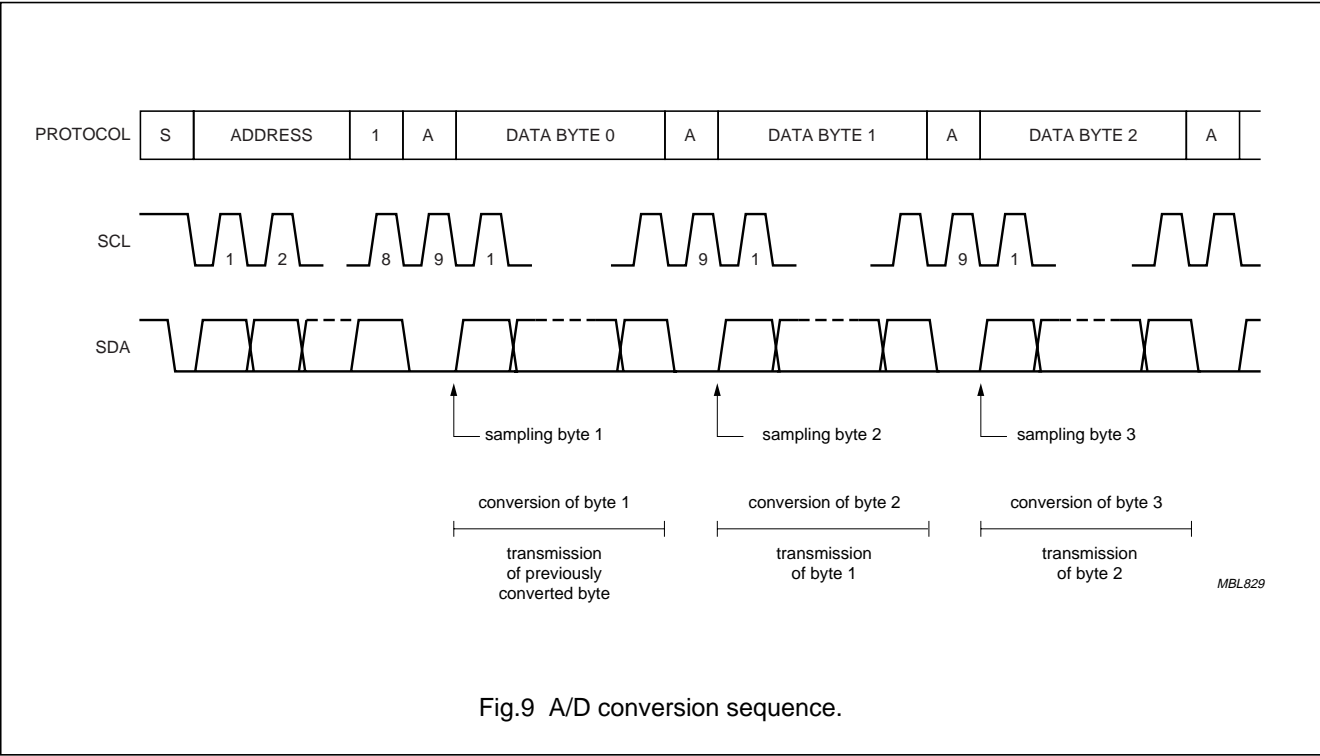 PROTOCOL S ADDRESS 1 A DATA BYTE 0 A DATA BYTE 1 A DATA BYTE 2 A
SCL 1 2 8 9 1 9 1 9 1
SDA
sampling byte 1 sampling byte 2 sampling byte 3
conversion of byte 1 conversion of byte 2 conversion of byte 3
transmission
of previously
converted byte
transmission
of byte 1
transmission
of byte 2
MBL829
Fig.9 A/D conversion sequence.